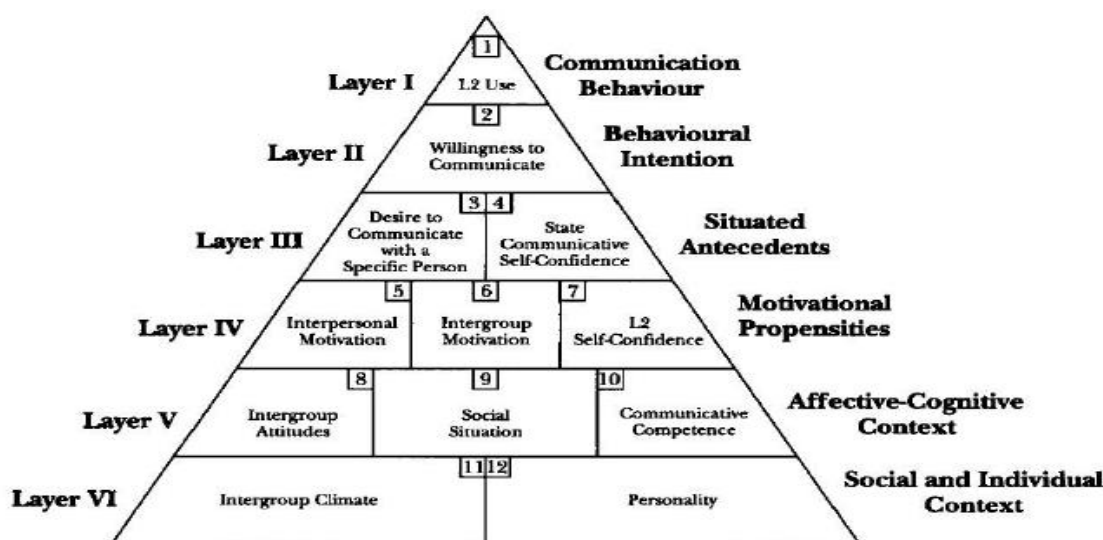 1
Layer I
L2 Use
Communication
Behaviour
2
Layer II
Willingness to
Communicate
Behavioural
Intention
3 4
Layer III
Desire to
Communicate
with a
Specific Person
State
Communicative
Self-Confidence
Situated
Antecedents
5 6 7
Layer IV
Interpersonal
Motivation
Intergroup
Motivation
L2
Self-Confidence
Motivational
Propensities
8 9 10
Layer V
Intergroup
Attitudes
Social
Situation
Communicative
Competence
Affective-Cognitive
Context
11 12
Layer VI
Intergroup Climate
Personality
Social and Individual
Context